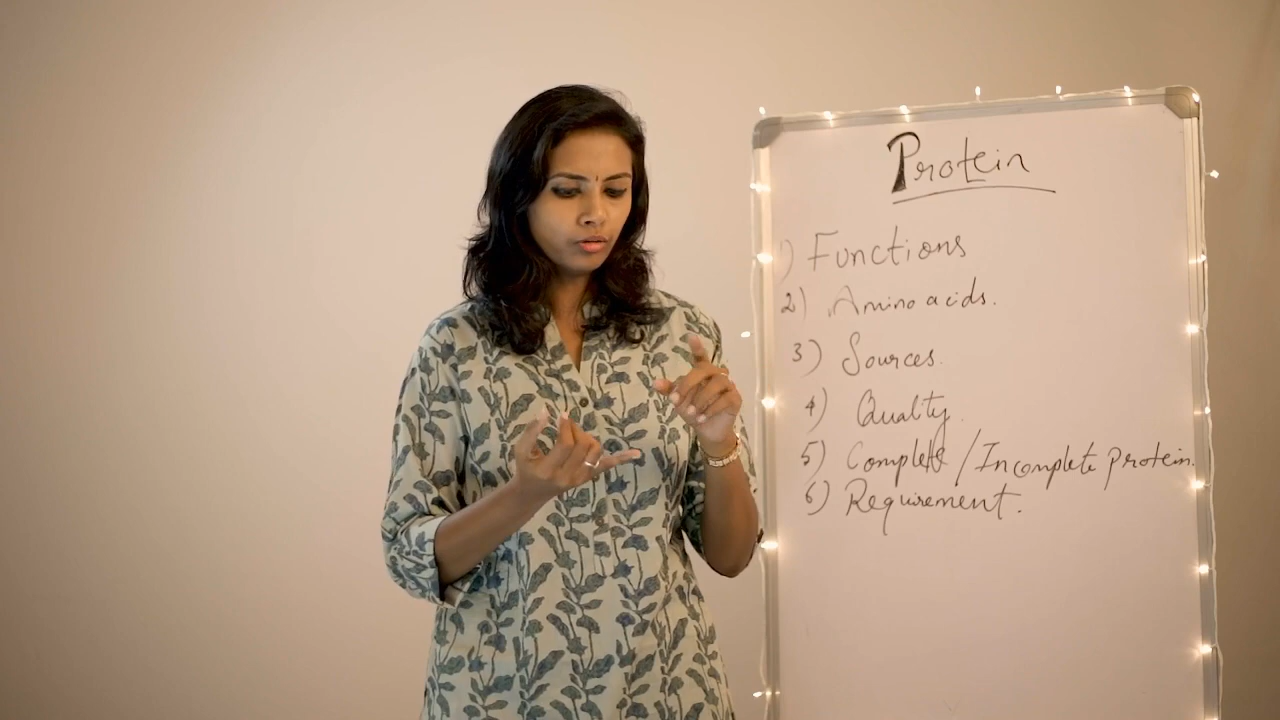 Protein
1) Functions
2) Amino acids.
3) Sources.
4) Quality.
5) Complete / Incomplete protein.
6) Requirement.